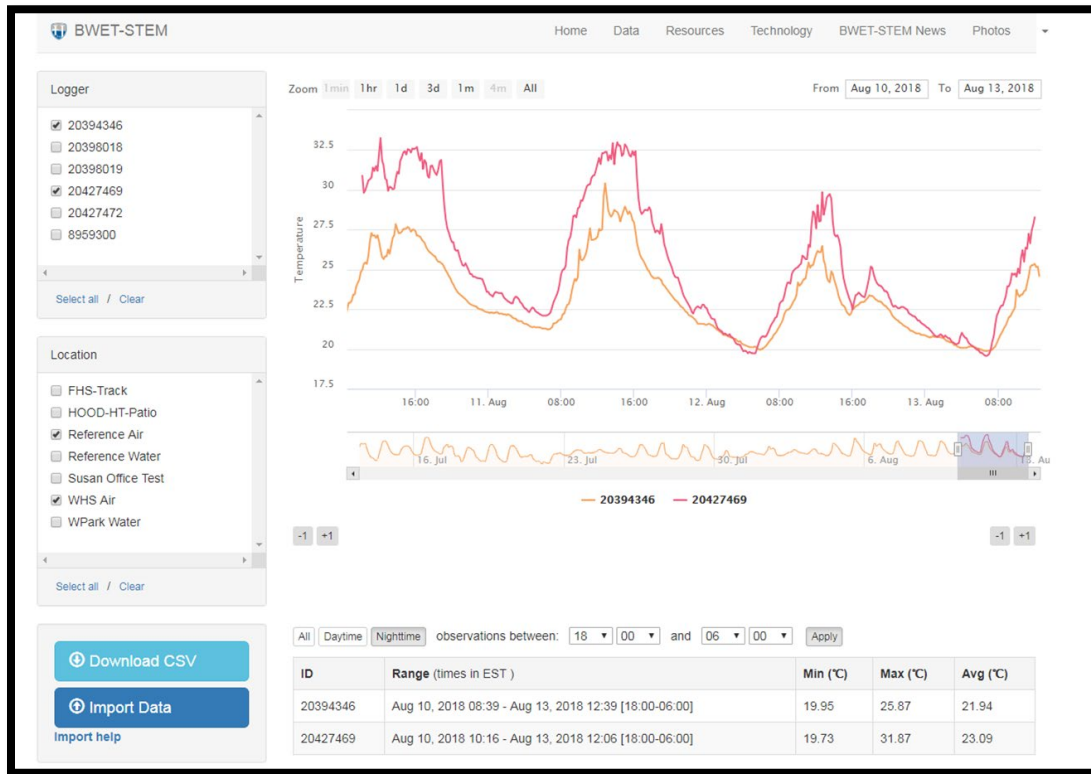 BWET-STEM Home Data Resources Technology BWET-STEM News Photos
Logger
20394346
20398018
20398019
20427469
20427472
8959300
Select all / Clear
Location
FHS-Track
HOOD-HT-Patio
Reference Air
Reference Water
Susan Office Test
WHS Air
WPark Water
Select all / Clear
Download CSV
Import Data
Import help
Zoom 1min 1hr 1d 3d 1m 4m All From Aug 10, 2018 To Aug 13, 2018
Temperature
32.5
30
27.5
25
22.5
20
17.5
16:00 11. Aug 08:00 16:00 12. Aug 08:00 16:00 13. Aug 08:00
16. Jul 23. Jul 30. Jul 6. Aug 13. Au
20394346 20427469
-1 +1 -1 +1
All Daytime Nighttime observations between: 18 00 and 06 00 Apply
ID Range (times in EST ) Min (℃) Max (℃) Avg (℃)
20394346 Aug 10, 2018 08:39 - Aug 13, 2018 12:39 [18:00-06:00] 19.95 25.87 21.94
20427469 Aug 10, 2018 10:16 - Aug 13, 2018 12:06 [18:00-06:00] 19.73 31.87 23.09